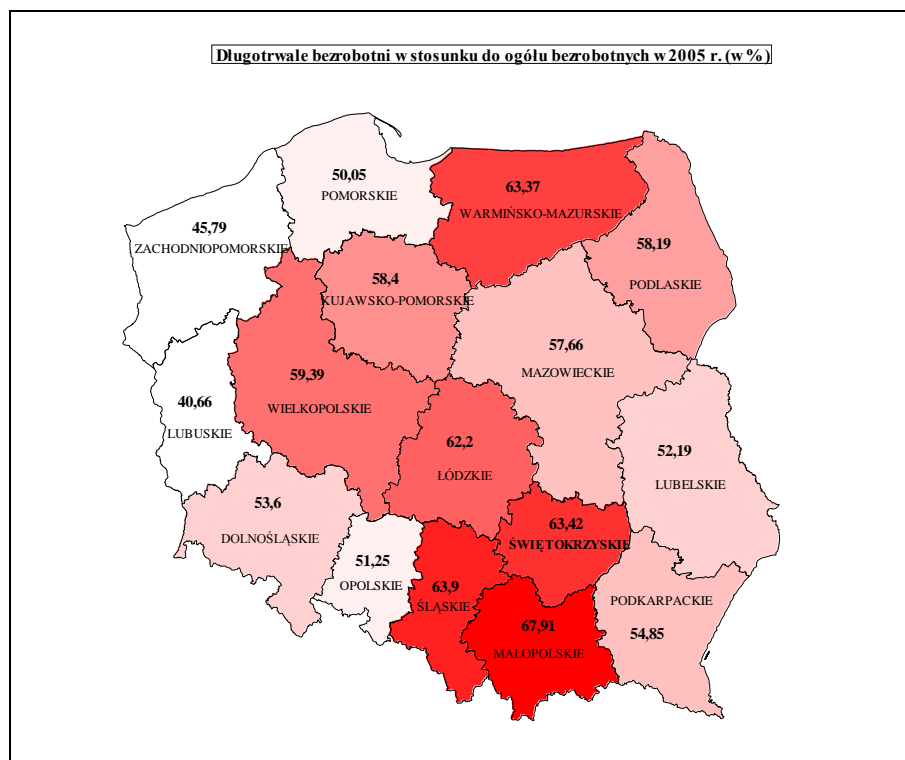 Długotrwale bezrobotni w stosunku do ogółu bezrobotnych w 2005 r. (w %)
50,05
POMORSKIE
63,37
WARMIŃSKO-MAZURSKIE
45,79
ZACHODNIOPOMORSKIE
58,19
PODLASKIE
58,4
KUJAWSKO-POMORSKIE
57,66
MAZOWIECKIE
59,39
WIELKOPOLSKIE
40,66
LUBUSKIE
62,2
ŁÓDZKIE
52,19
LUBELSKIE
53,6
DOLNOŚLĄSKIE
63,42
ŚWIĘTOKRZYSKIE
51,25
OPOLSKIE
63,9
ŚLĄSKIE
PODKARPACKIE
54,85
67,91
MAŁOPOLSKIE